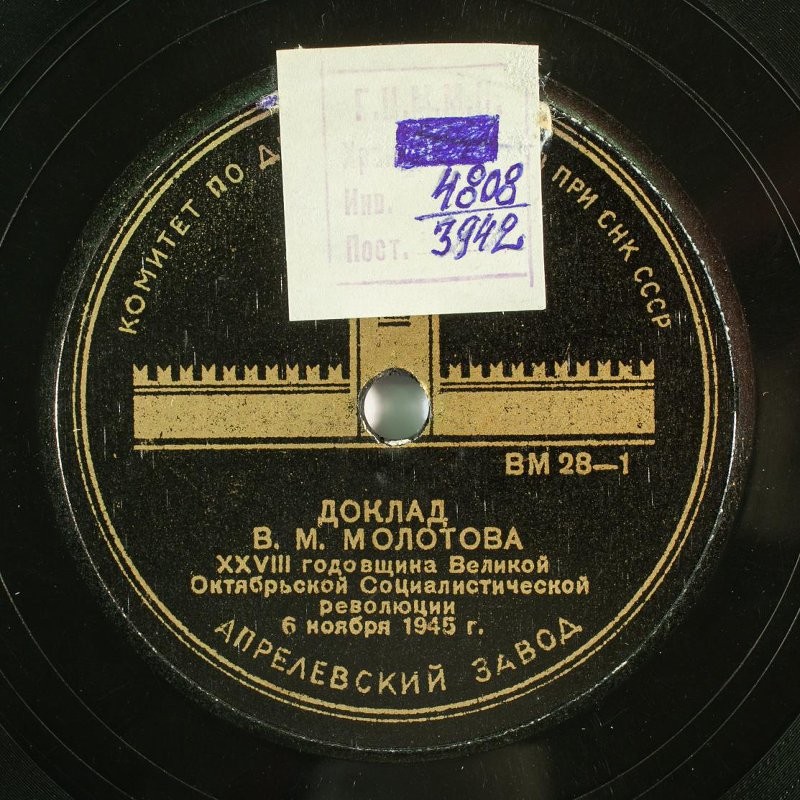 Г.Ц.М.М.К.
4808
Инв.
Пост. 3942
КОМИТЕТ ПО Д
ПРИ СНК СССР
ВМ 28—1
ДОКЛАД
В. М. МОЛОТОВА
XXVIII годовщина Великой
Октябрьской Социалистической
революции
6 ноября 1945 г.
АПРЕЛЕВСКИЙ ЗАВОД